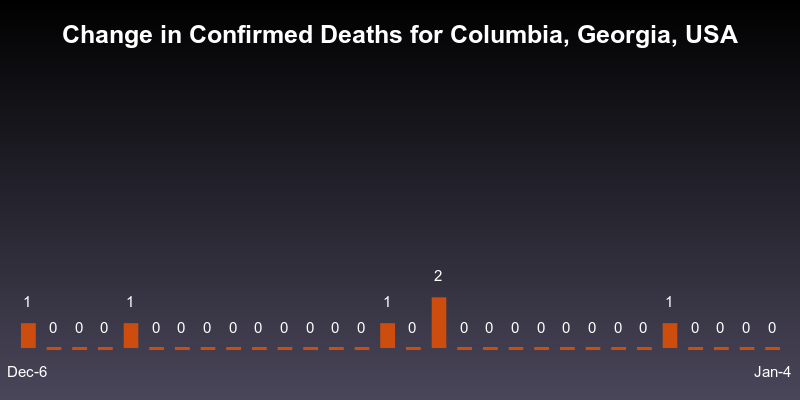 Change in Confirmed Deaths for Columbia, Georgia, USA
2
1 1 1 1
0 0 0 0 0 0 0 0 0 0 0 0 0 0 0 0 0 0 0 0 0 0 0 0 0
Dec-6 Jan-4